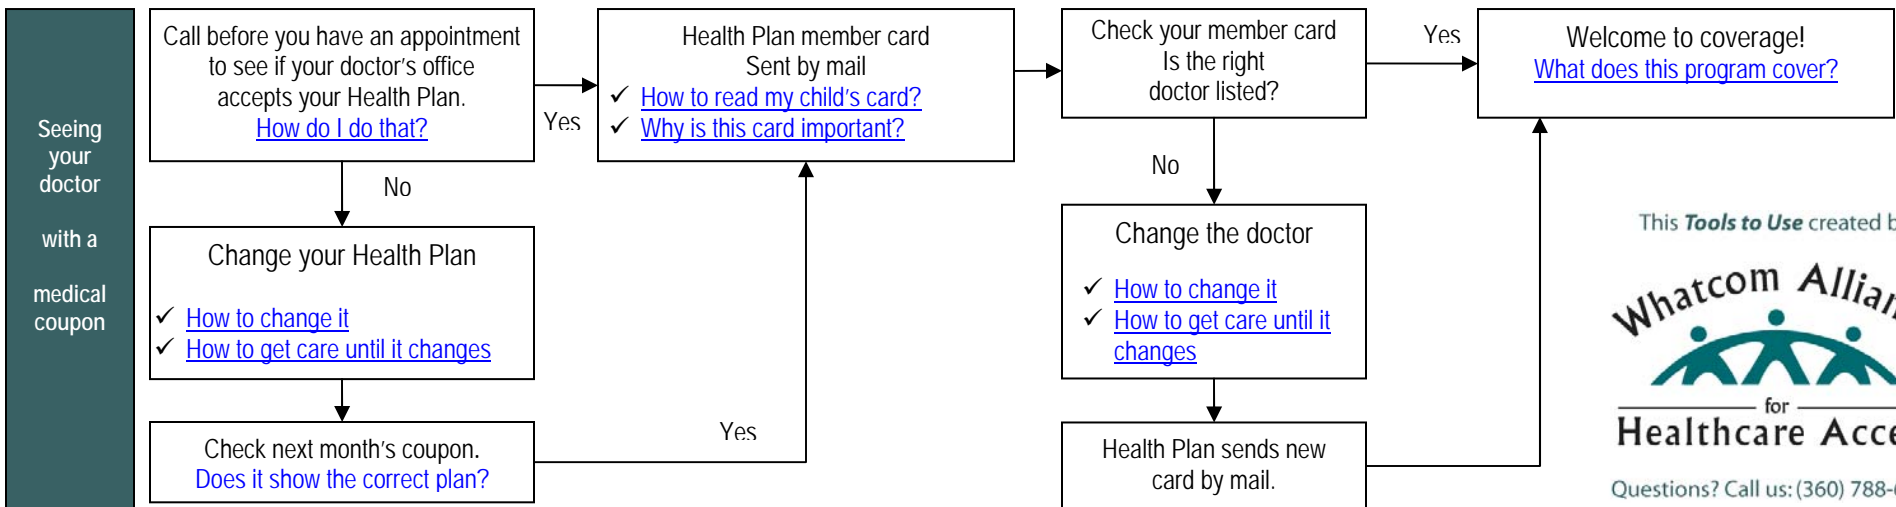 Seeing
your
doctor
with a
medical
coupon
Call before you have an appointment
to see if your doctor's office
accepts your Health Plan.
How do I do that?
Yes
No
Change your Health Plan
✓ How to change it
✓ How to get care until it changes
Check next month's coupon.
Does it show the correct plan?
Yes
Health Plan member card
Sent by mail
✓ How to read my child's card?
✓ Why is this card important?
Check your member card
Is the right
doctor listed?
Yes
No
Change the doctor
✓ How to change it
✓ How to get care until it
changes
Health Plan sends new
card by mail.
Welcome to coverage!
What does this program cover?
This Tools to Use created
Whatcom
for
Healthcare
Questions? Call us: (360) 788-